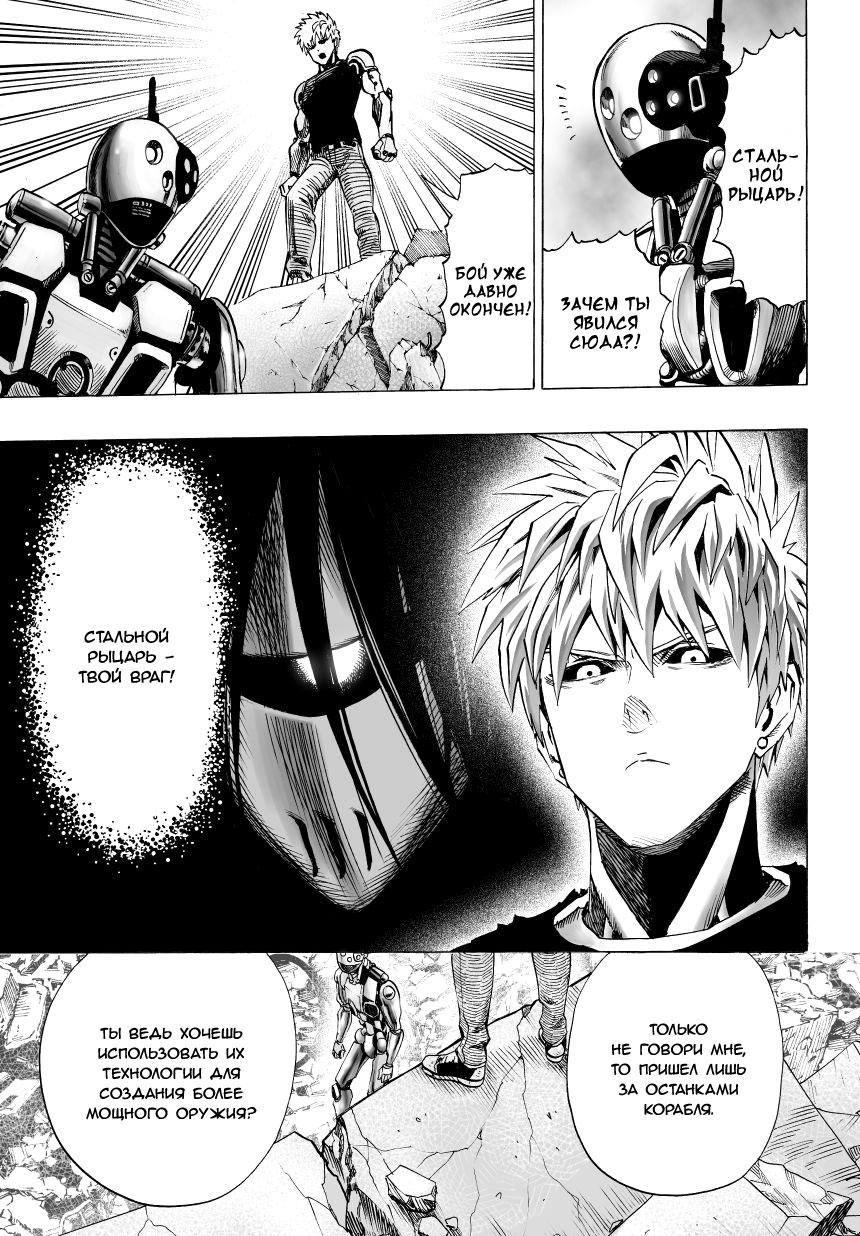 СТАЛЬ-
НОЙ
РЫЦАРЬ!
ЗАЧЕМ ТЫ
ЯВИЛСЯ
СЮДА?!
БОЙ УЖЕ
ДАВНО
ОКОНЧЕН!
СТАЛЬНОЙ
РЫЦАРЬ –
ТВОЙ ВРАГ!
ТОЛЬКО
НЕ ГОВОРИ МНЕ,
ТО ПРИШЕЛ ЛИШЬ
ЗА ОСТАНКАМИ
КОРАБЛЯ.
ТЫ ВЕДЬ ХОЧЕШЬ
ИСПОЛЬЗОВАТЬ ИХ
ТЕХНОЛОГИИ ДЛЯ
СОЗДАНИЯ БОЛЕЕ
МОЩНОГО ОРУЖИЯ?